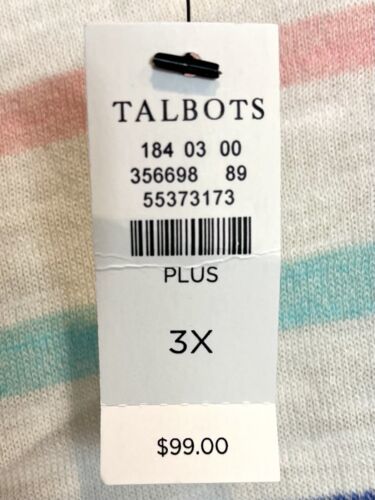 TALBOTS
184 03 00
356698 89
55373173
PLUS
3X
$99.00